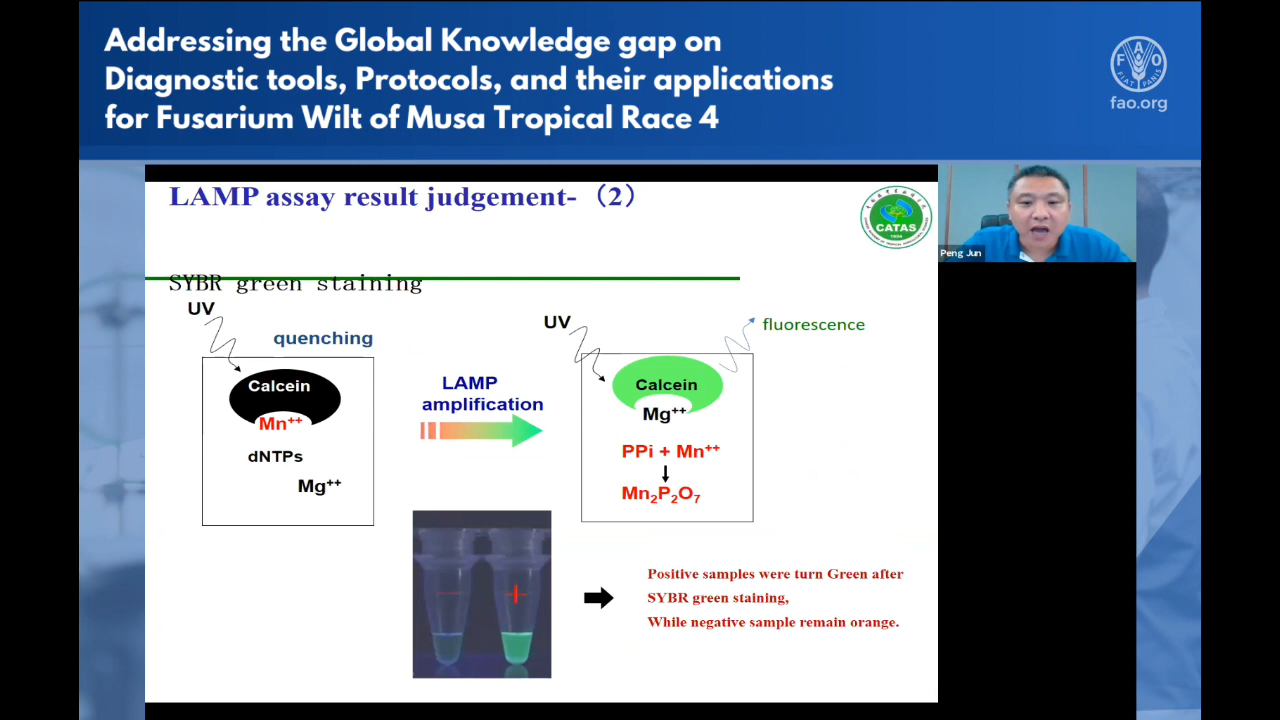 Addressing the Global Knowledge gap on
Diagnostic tools, Protocols, and their applications
for Fusarium Wilt of Musa Tropical Race 4
F A O
FIAT PANIS
fao.org
LAMP assay result judgement-（2）
CATAS
Peng Jun
SYBR green staining
UV
quenching
Calcein
Mn++
dNTPs
Mg++
LAMP
amplification
UV
fluorescence
Calcein
Mg++
PPi + Mn++
Mn2P2O7
Positive samples were turn Green after
SYBR green staining,
While negative sample remain orange.